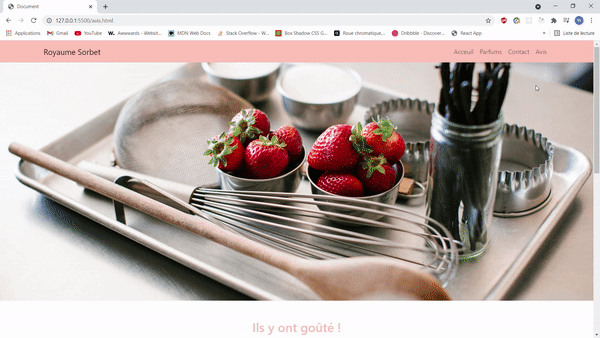 Document
127.0.0.1:5500/avis.html
Applications Gmail YouTube Awwwards - Websit... MDN Web Docs Stack Overflow - W... Box Shadow CSS G... Roue chromatique... Dribbble - Discover... React App Liste de lecture
Royaume Sorbet Acceuil Parfums Contact Avis
Ils y ont goûté !